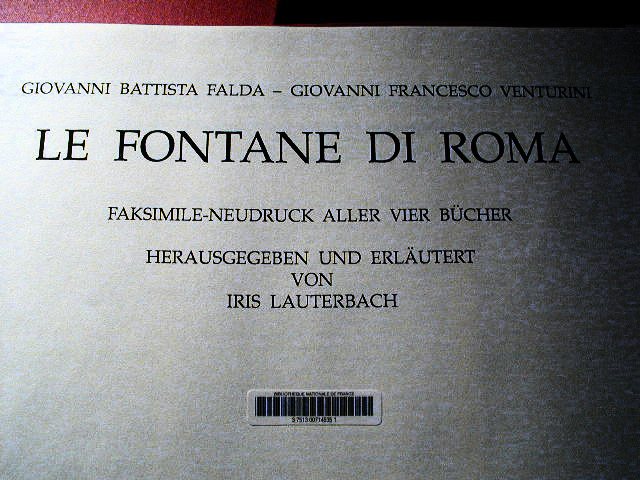 GIOVANNI BATTISTA FALDA – GIOVANNI FRANCESCO VENTURINI
LE FONTANE DI ROMA
FAKSIMILE-NEUDRUCK ALLER VIER BÜCHER
HERAUSGEGEBEN UND ERLÄUTERT
VON
IRIS LAUTERBACH
BIBLIOTHEQUE NATIONALE DE FRANCE